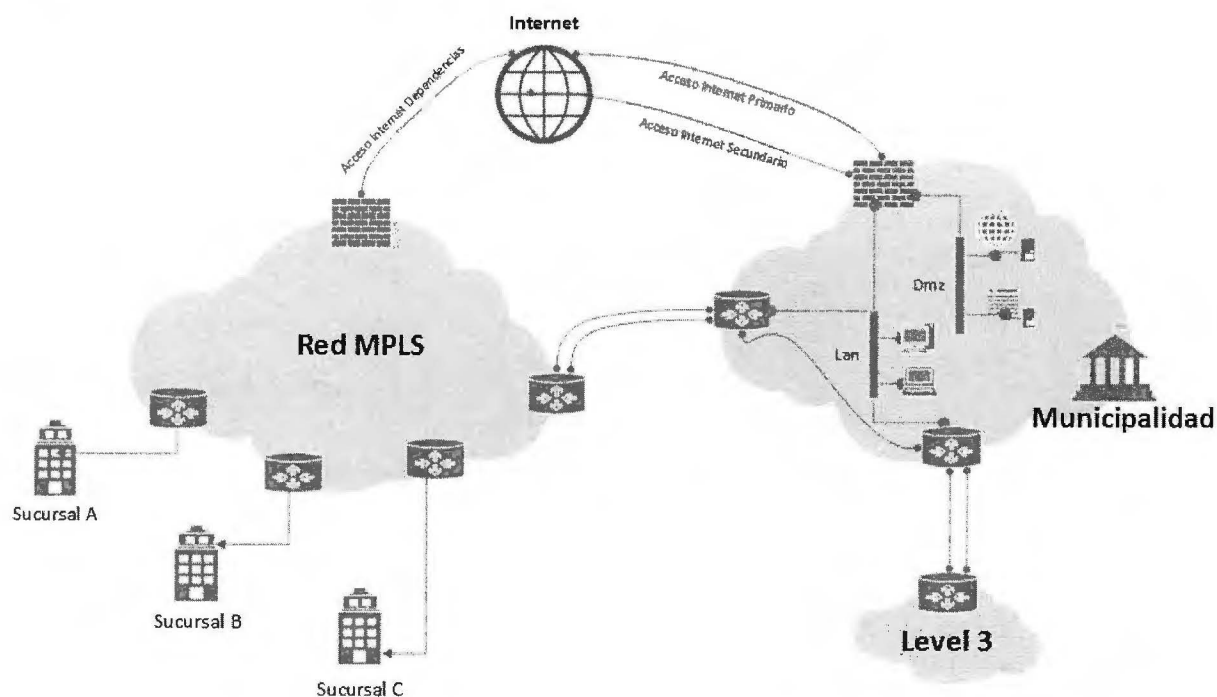 Internet
Acceso Internet Dependencias
Acceso Internet Primario
Acceso Internet Secundario
Dmz
Red MPLS
Lan
Municipalidad
Sucursal A
Sucursal B
Level 3
Sucursal C